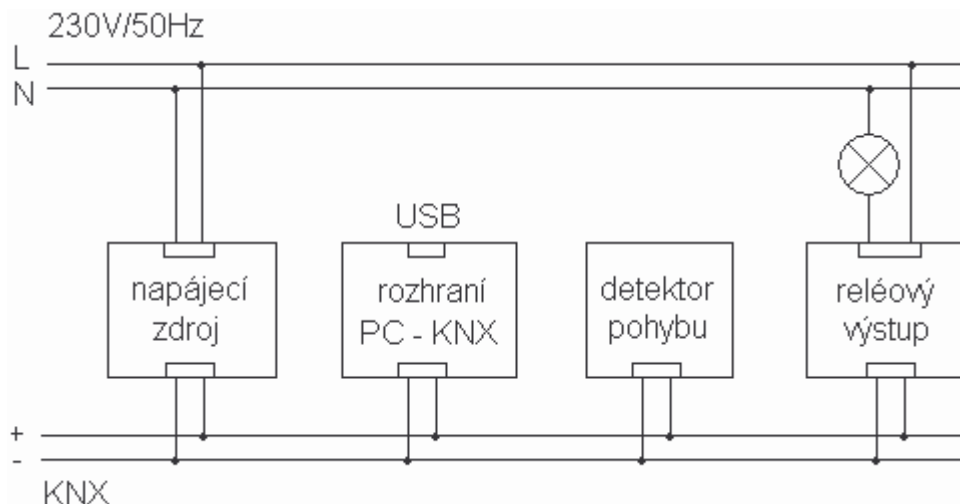 230V/50Hz
L
N
USB
napájecí
zdroj
rozhraní
PC - KNX
detektor
pohybu
reléový
výstup
+
-
KNX